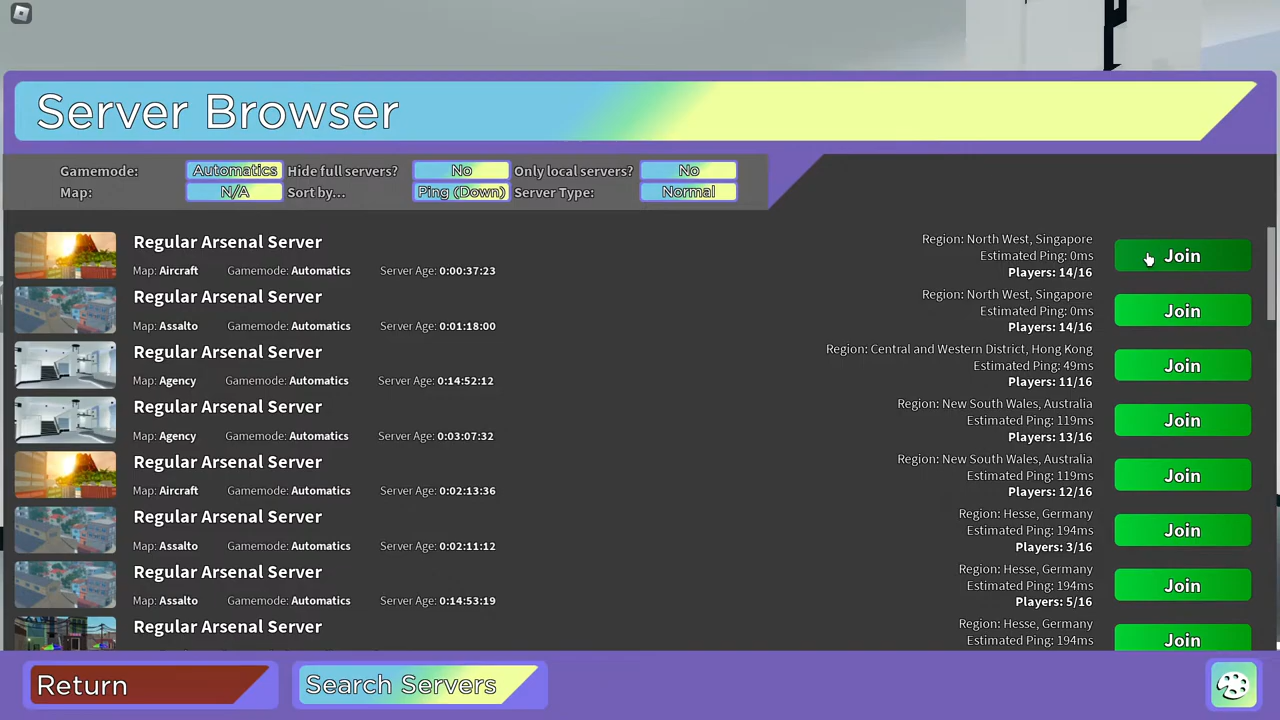 Server Browser
Gamemode: Automatics Hide full servers? No Only local servers? No
Map: N/A Sort by... Ping (Down) Server Type: Normal
Regular Arsenal Server
Map: Aircraft Gamemode: Automatics Server Age: 0:00:37:23
Region: North West, Singapore
Estimated Ping: 0ms
Players: 14/16
Join
Regular Arsenal Server
Map: Assalto Gamemode: Automatics Server Age: 0:01:18:00
Region: North West, Singapore
Estimated Ping: 0ms
Players: 14/16
Join
Regular Arsenal Server
Map: Agency Gamemode: Automatics Server Age: 0:14:52:12
Region: Central and Western District, Hong Kong
Estimated Ping: 49ms
Players: 11/16
Join
Regular Arsenal Server
Map: Agency Gamemode: Automatics Server Age: 0:03:07:32
Region: New South Wales, Australia
Estimated Ping: 119ms
Players: 13/16
Join
Regular Arsenal Server
Map: Aircraft Gamemode: Automatics Server Age: 0:02:13:36
Region: New South Wales, Australia
Estimated Ping: 119ms
Players: 12/16
Join
Regular Arsenal Server
Map: Assalto Gamemode: Automatics Server Age: 0:02:11:12
Region: Hesse, Germany
Estimated Ping: 194ms
Players: 3/16
Join
Regular Arsenal Server
Map: Assalto Gamemode: Automatics Server Age: 0:14:53:19
Region: Hesse, Germany
Estimated Ping: 194ms
Players: 5/16
Join
Regular Arsenal Server
Region: Hesse, Germany
Estimated Ping: 194ms
Join
Return
Search Servers